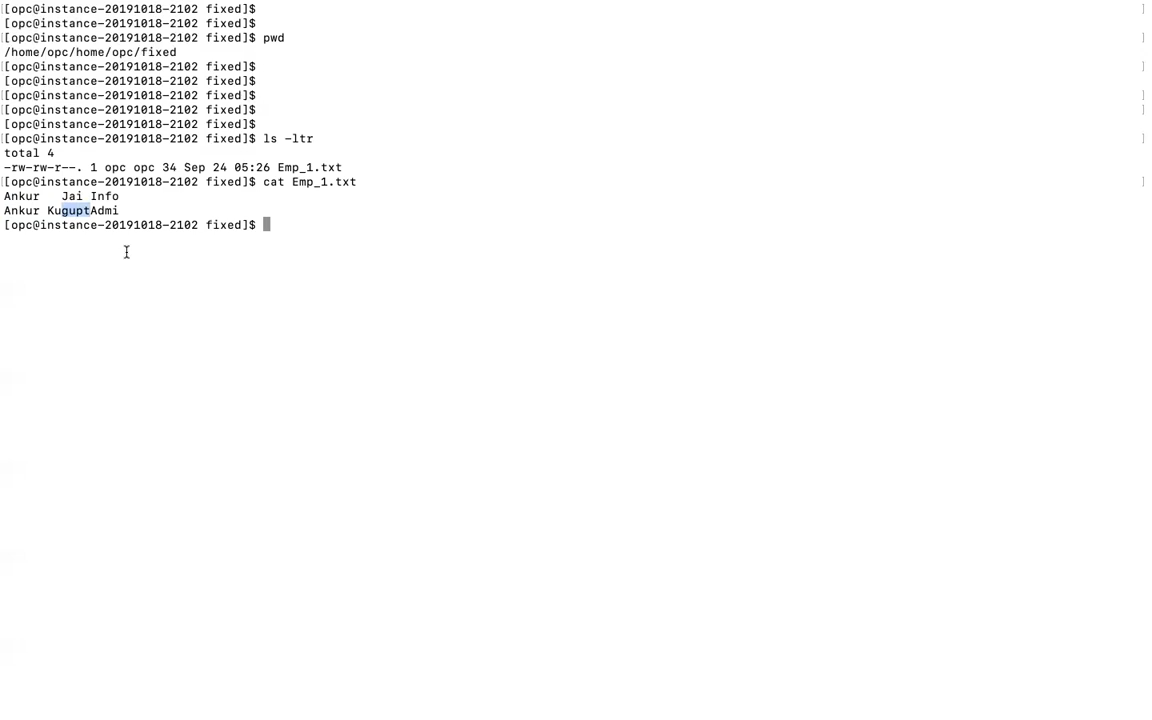 [opc@instance-20191018-2102 fixed]$
[opc@instance-20191018-2102 fixed]$
[opc@instance-20191018-2102 fixed]$ pwd
/home/opc/home/opc/fixed
[opc@instance-20191018-2102 fixed]$
[opc@instance-20191018-2102 fixed]$
[opc@instance-20191018-2102 fixed]$
[opc@instance-20191018-2102 fixed]$
[opc@instance-20191018-2102 fixed]$
[opc@instance-20191018-2102 fixed]$ ls -ltr
total 4
-rw-rw-r--. 1 opc opc 34 Sep 24 05:26 Emp_1.txt
[opc@instance-20191018-2102 fixed]$ cat Emp_1.txt
Ankur   Jai Info
Ankur KuguptAdmi
[opc@instance-20191018-2102 fixed]$